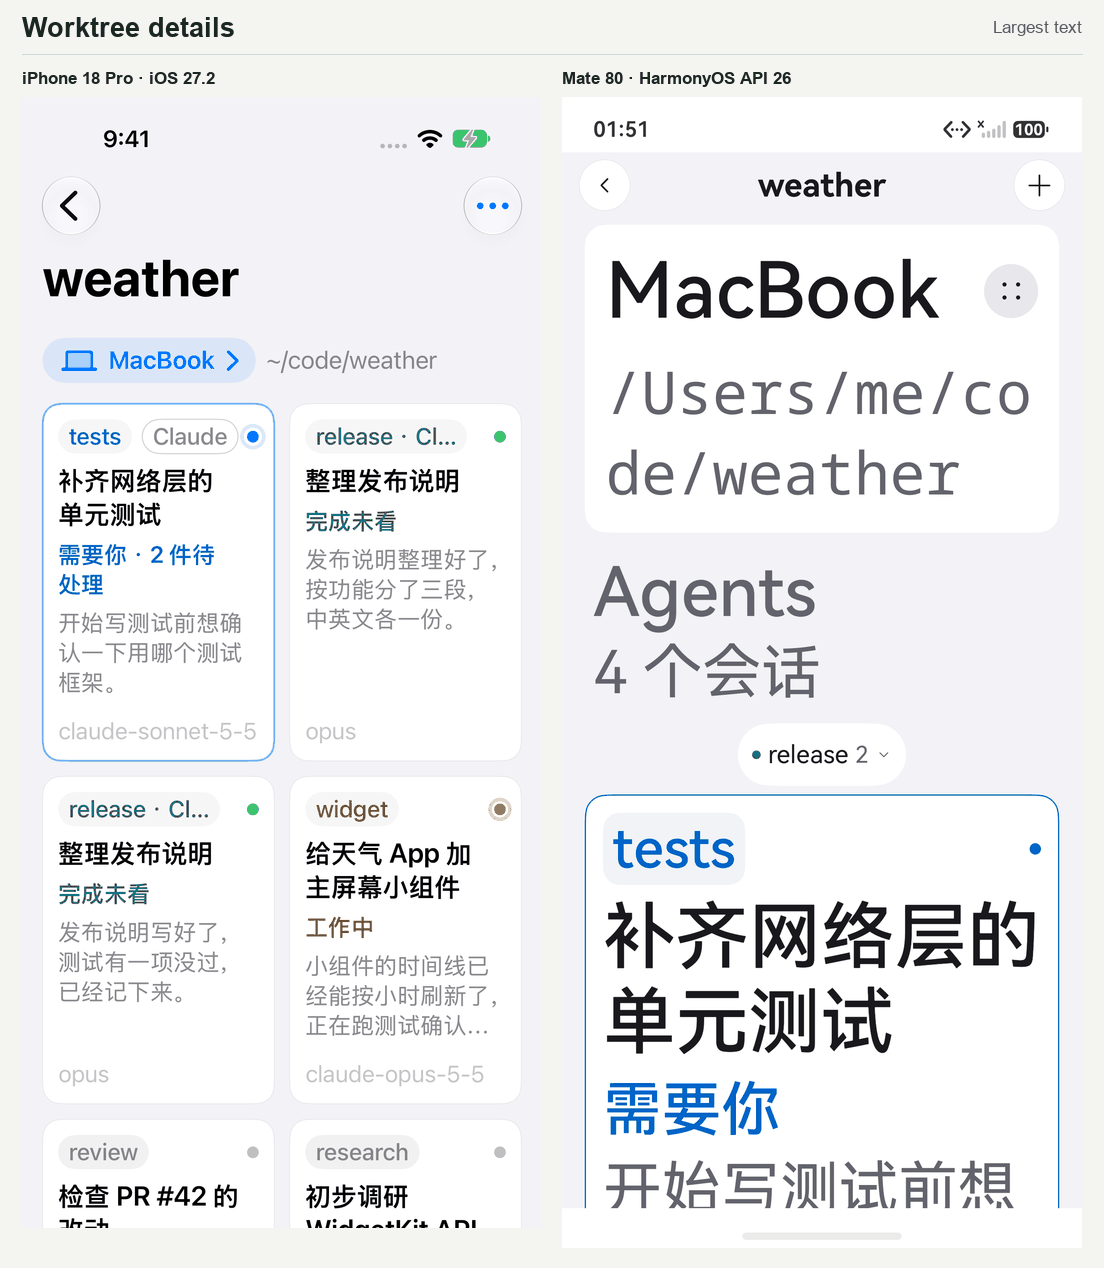 Worktree details
Largest text
iPhone 18 Pro · iOS 27.2
9:41
weather
MacBook
~/code/weather
tests
Claude
补齐网络层的
单元测试
需要你 · 2 件待
处理
开始写测试前想确
认一下用哪个测试
框架。
claude-sonnet-5-5
release · Cl...
整理发布说明
完成未看
发布说明整理好了，
按功能分了三段，
中英文各一份。
opus
release · Cl...
整理发布说明
完成未看
发布说明写好了，
测试有一项没过，
已经记下来。
opus
widget
给天气 App 加
主屏幕小组件
工作中
小组件的时间线已
经能按小时刷新了，
正在跑测试确认...
claude-opus-5-5
review
检查 PR #42 的
改动
research
初步调研
WidgetKit API
Mate 80 · HarmonyOS API 26
01:51
100
weather
MacBook
/Users/me/co
de/weather
Agents
4 个会话
release 2
tests
补齐网络层的
单元测试
需要你
开始写测试前想